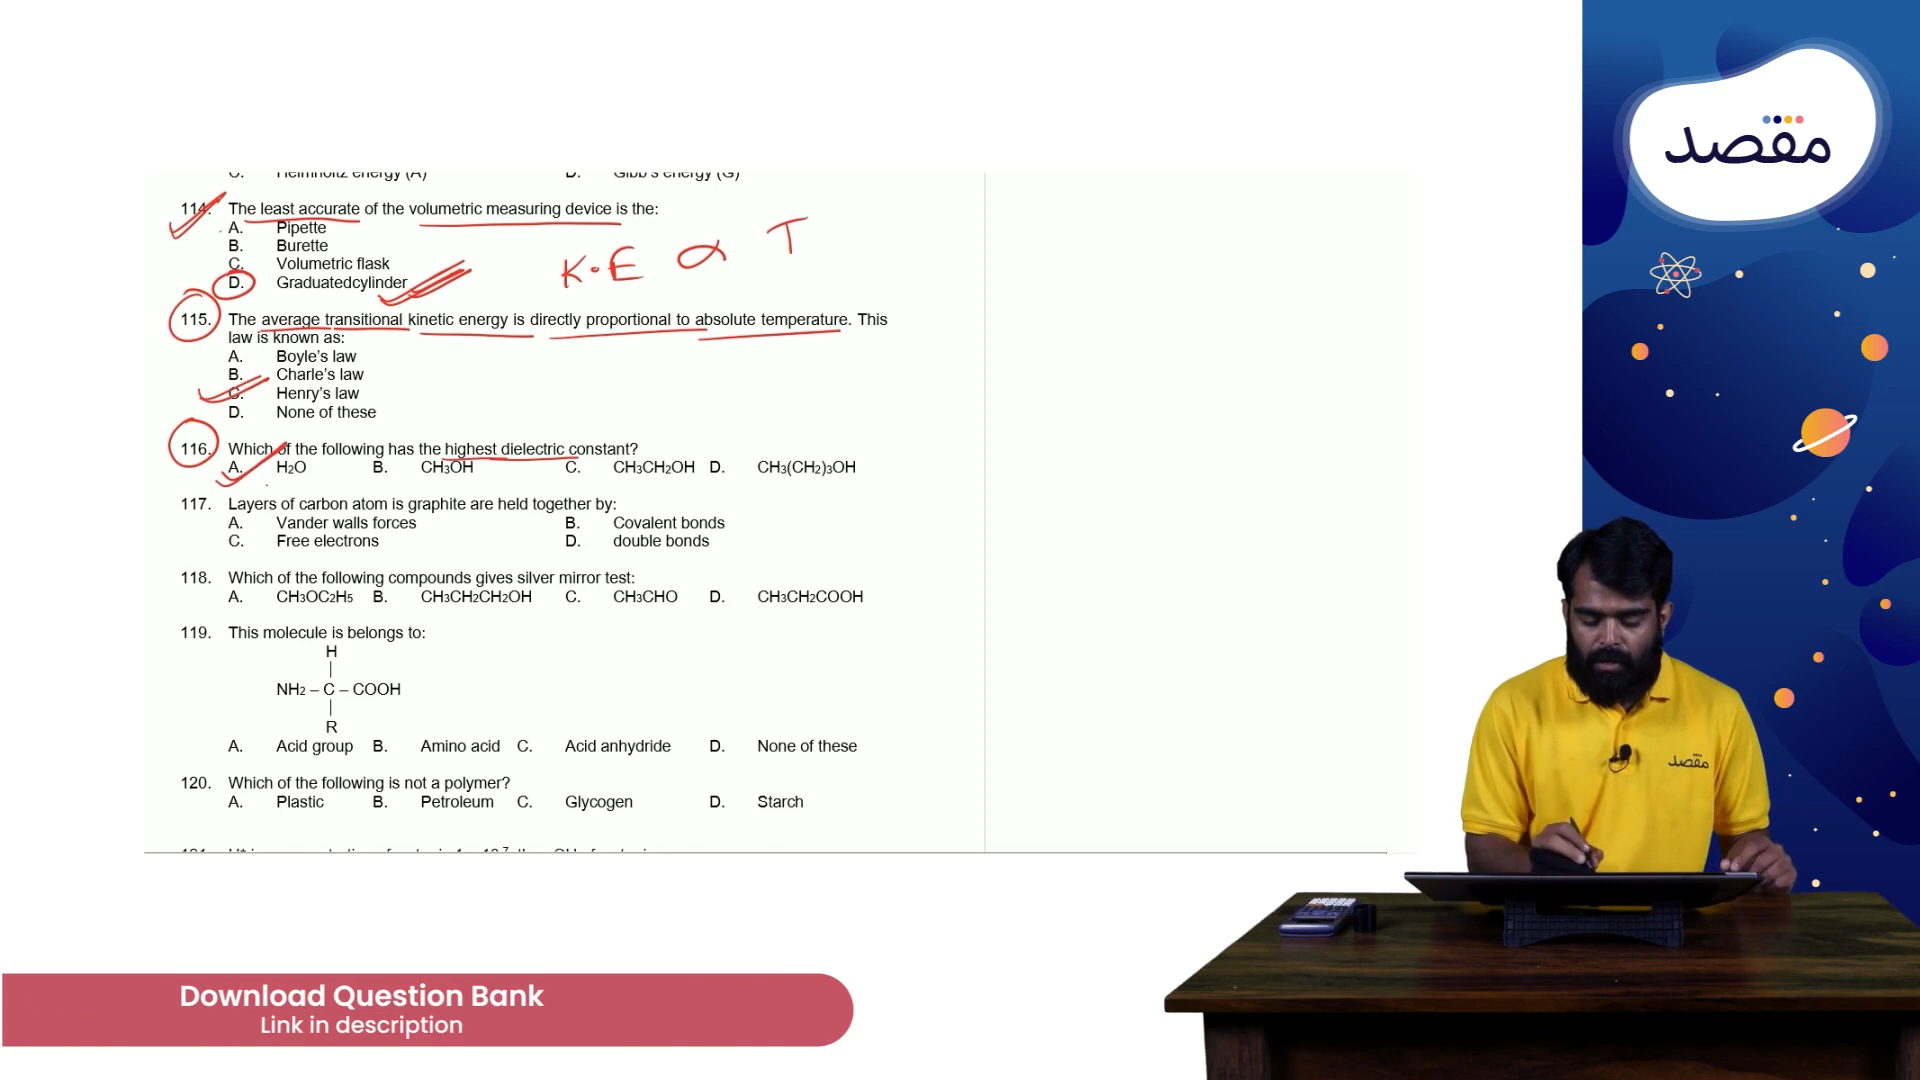 C. Helmholtz energy (A) D. Gibb's energy (G)
114. The least accurate of the volumetric measuring device is the:
A. Pipette
B. Burette
C. Volumetric flask
D. Graduatedcylinder
K.E ∝ T
115. The average transitional kinetic energy is directly proportional to absolute temperature. This
law is known as:
A. Boyle's law
B. Charle's law
C. Henry's law
D. None of these
116. Which of the following has the highest dielectric constant?
A. H2O B. CH3OH C. CH3CH2OH D. CH3(CH2)3OH
117. Layers of carbon atom is graphite are held together by:
A. Vander walls forces B. Covalent bonds
C. Free electrons D. double bonds
118. Which of the following compounds gives silver mirror test:
A. CH3OC2H5 B. CH3CH2CH2OH C. CH3CHO D. CH3CH2COOH
119. This molecule is belongs to:
H
|
NH2 – C – COOH
|
R
A. Acid group B. Amino acid C. Acid anhydride D. None of these
120. Which of the following is not a polymer?
A. Plastic B. Petroleum C. Glycogen D. Starch
مقصد
مقصد
Download Question Bank
Link in description